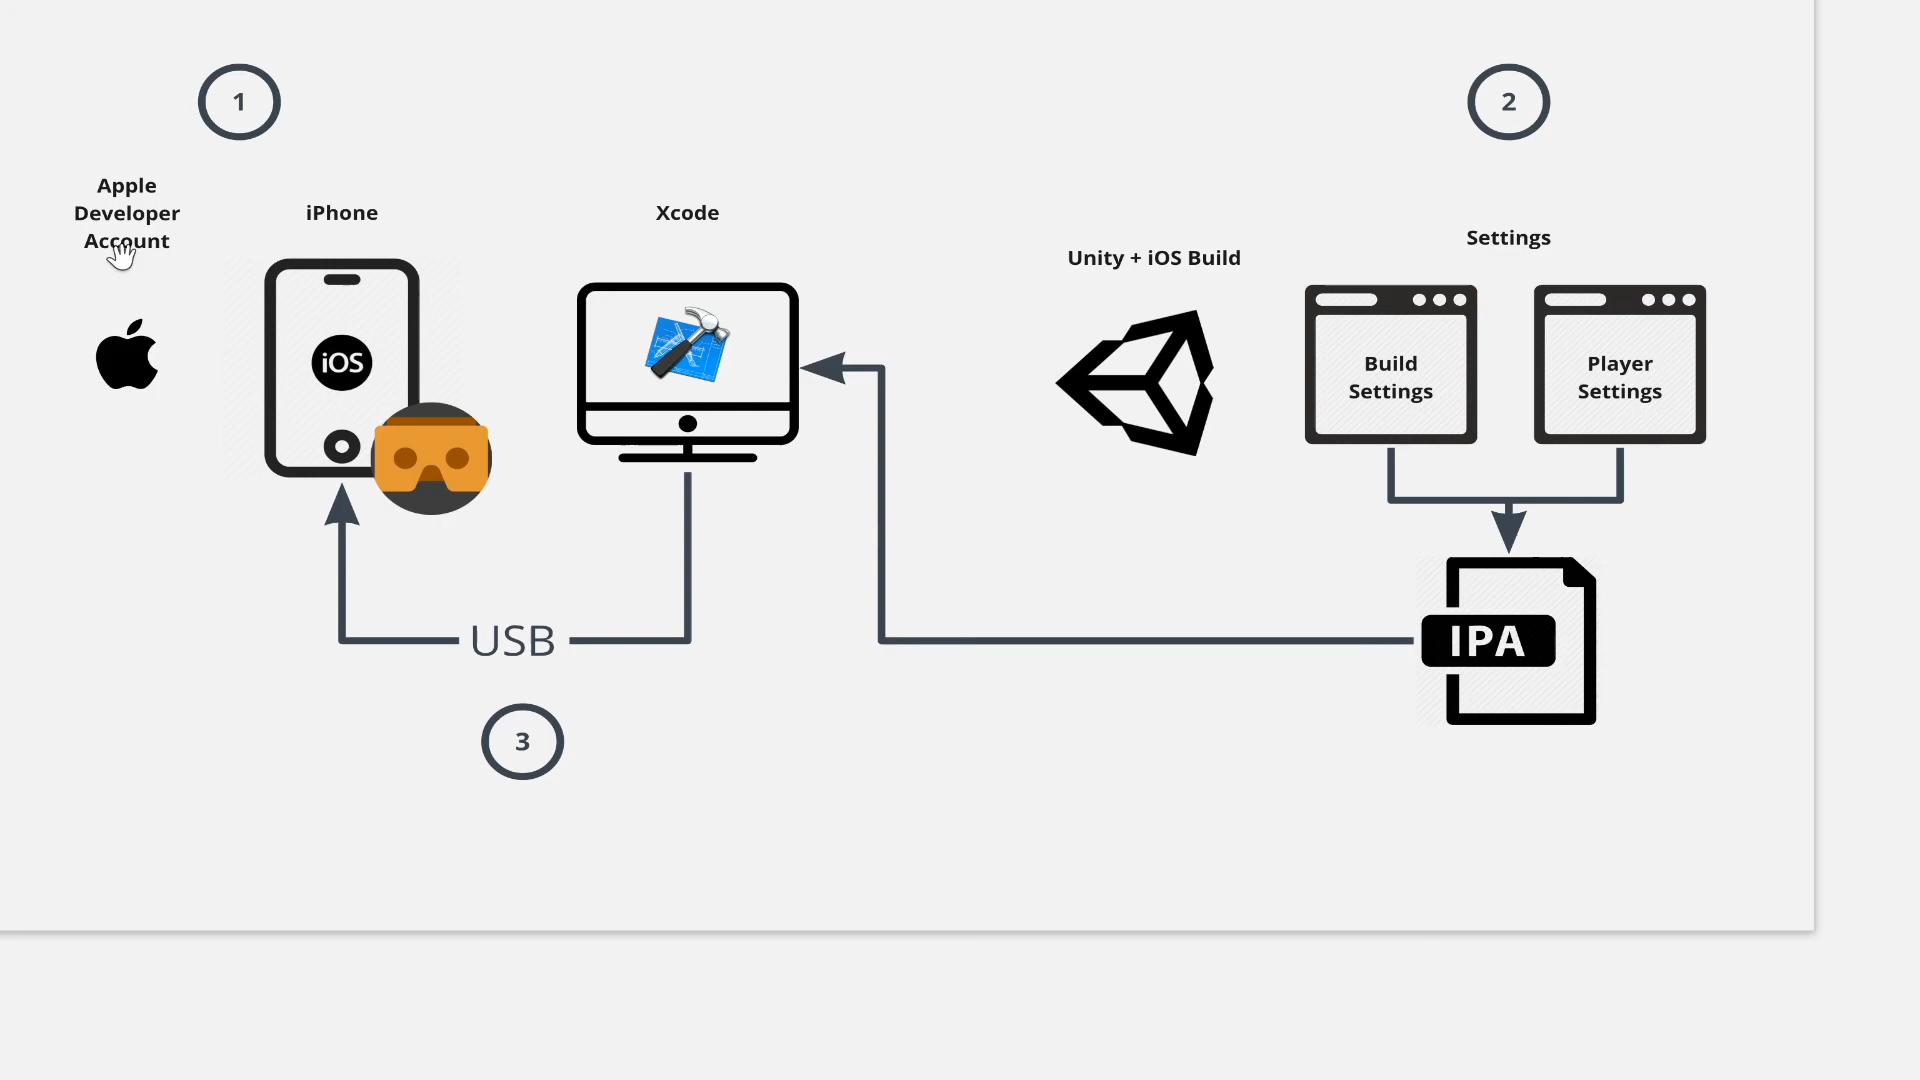 1
2
Apple
Developer
Account
iPhone
Xcode
Unity + iOS Build
Settings
iOS
Build
Settings
Player
Settings
USB
IPA
3